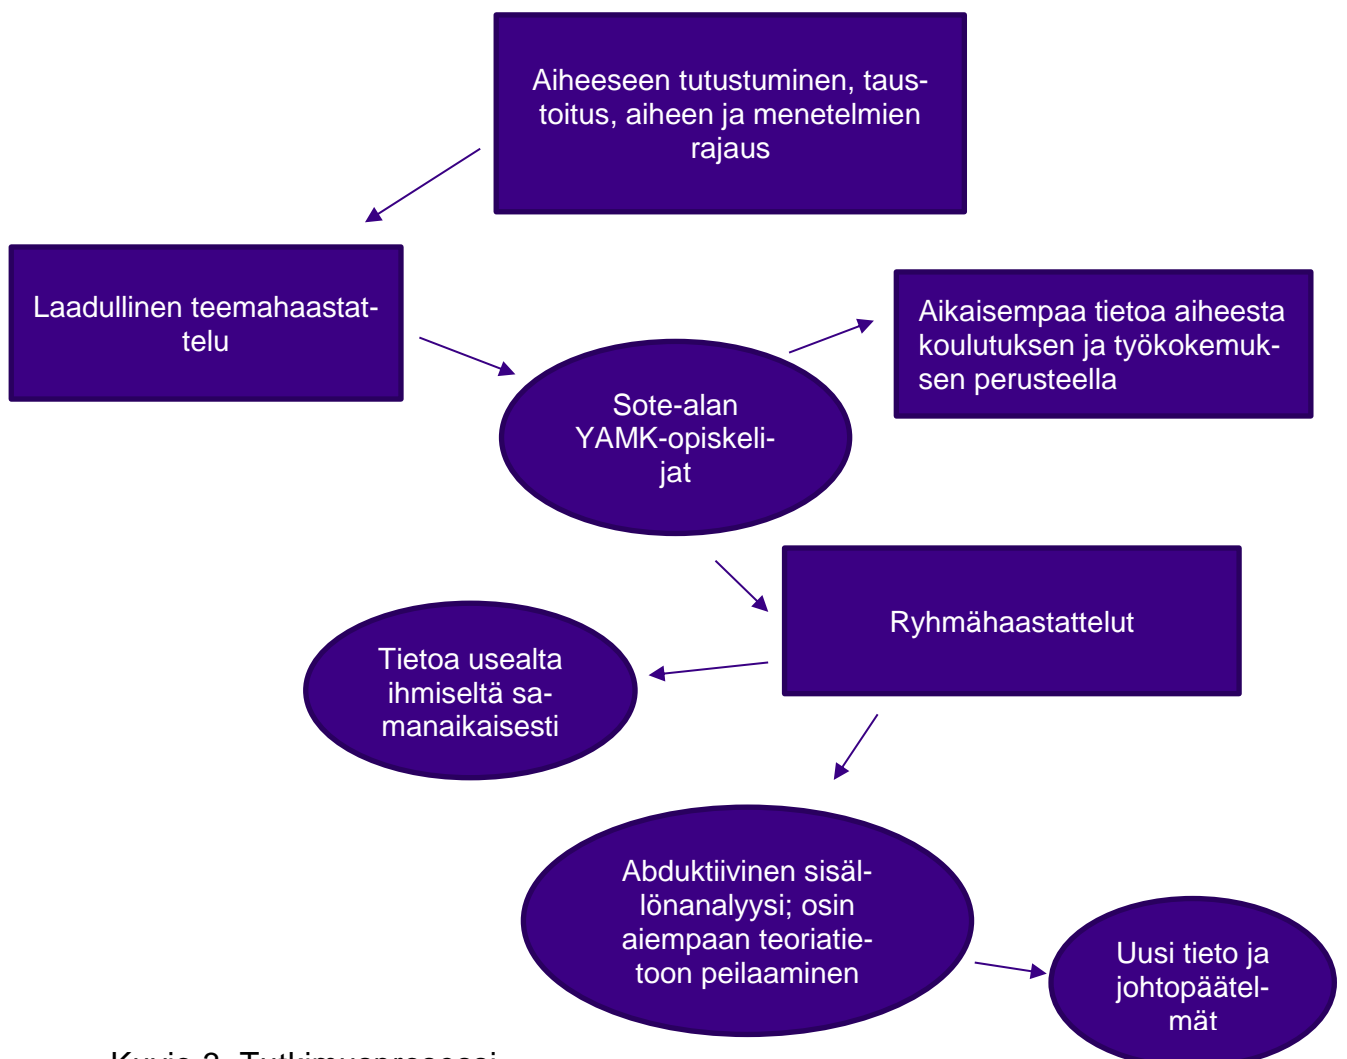 Aiheeseen tutustuminen, taus-
toitus, aiheen ja menetelmien
rajaus
Laadullinen teemahaastat-
telu
Aikaisempaa tietoa aiheesta
koulutuksen ja työkokemuk-
sen perusteella
Sote-alan
YAMK-opiskeli-
jat
Ryhmähaastattelut
Tietoa usealta
ihmiseltä sa-
manaikaisesti
Abduktiivinen sisäl-
lönanalyysi; osin
aiempaan teoriatie-
toon peilaaminen
Uusi tieto ja
johtopäätel-
mät